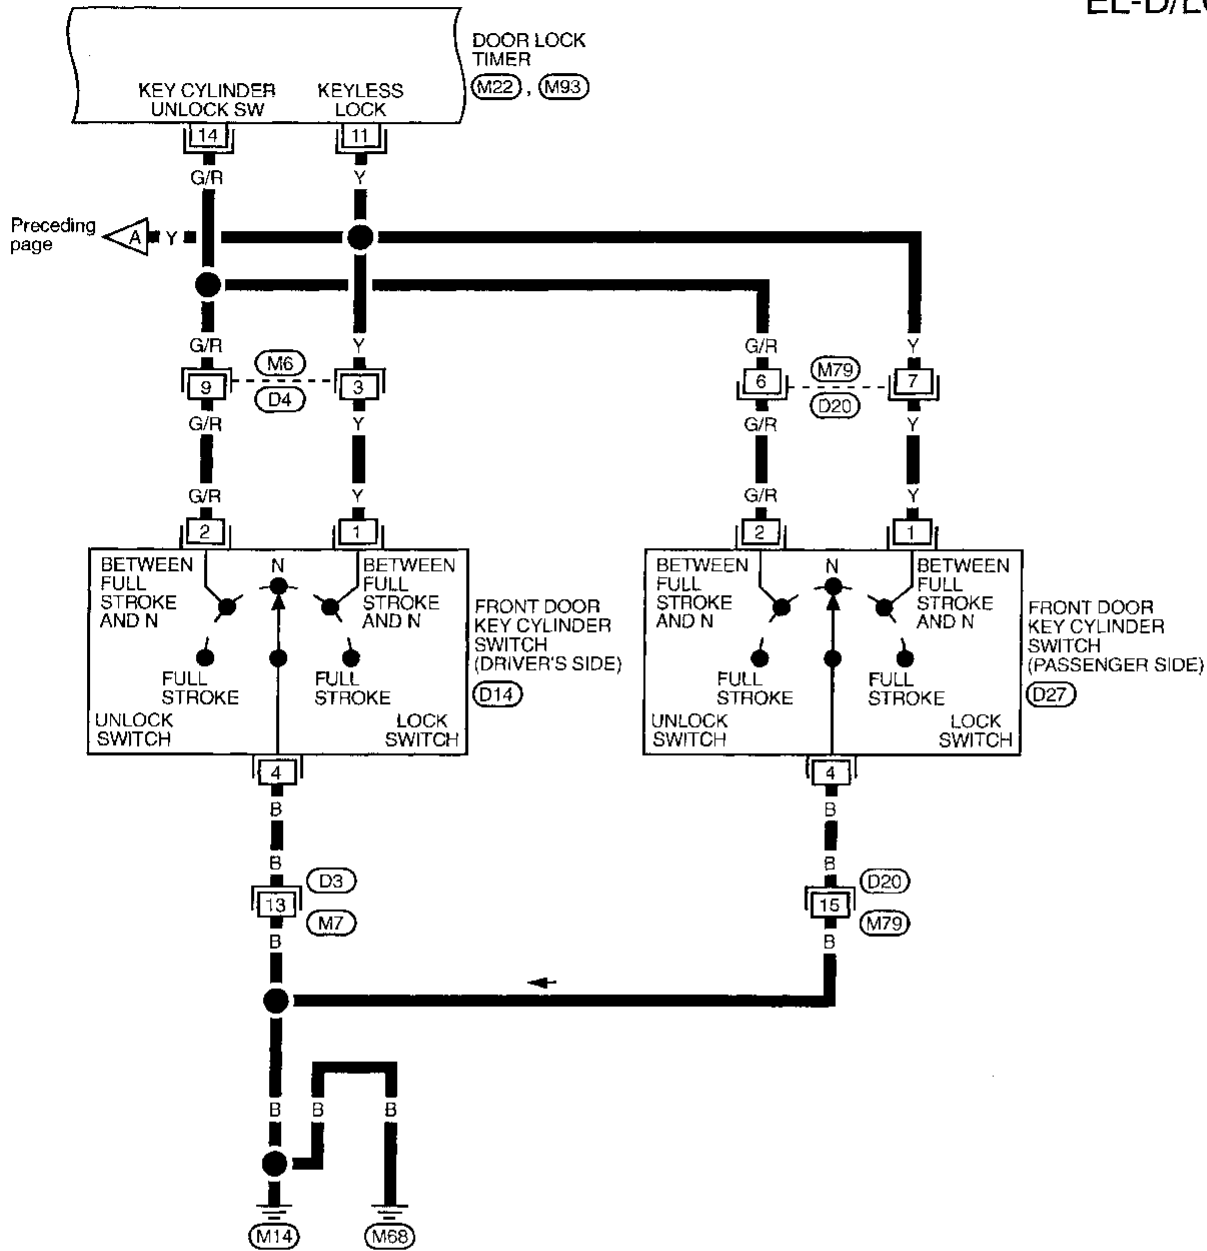 EL-D/L
DOOR LOCK
TIMER
M22 , M93
KEY CYLINDER
UNLOCK SW
KEYLESS
LOCK
14
11
G/R
Y
Preceding
page
A
Y
G/R
Y
G/R
Y
9
M6
D4
3
6
M79
D20
7
G/R
Y
G/R
Y
G/R
Y
G/R
Y
2
1
2
1
BETWEEN
FULL
STROKE
AND N
N
BETWEEN
FULL
STROKE
AND N
FULL
STROKE
FULL
STROKE
UNLOCK
SWITCH
LOCK
SWITCH
FRONT DOOR
KEY CYLINDER
SWITCH
(DRIVER'S SIDE)
D14
BETWEEN
FULL
STROKE
AND N
N
BETWEEN
FULL
STROKE
AND N
FULL
STROKE
FULL
STROKE
UNLOCK
SWITCH
LOCK
SWITCH
FRONT DOOR
KEY CYLINDER
SWITCH
(PASSENGER SIDE)
D27
4
4
B
B
B
B
13
D3
M7
15
D20
M79
B
B
B
B
B
M14
M68